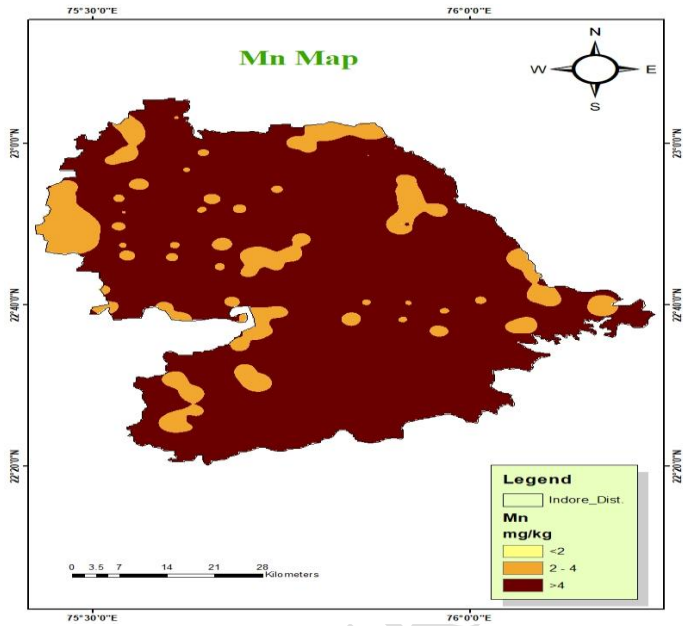 75°30'0"E 76°0'0"E
Mn Map
N
W E
S
23°0'0"N 23°0'0"N
22°40'0"N 22°40'0"N
22°20'0"N 22°20'0"N
Legend
Indore_Dist.
Mn
mg/kg
<2
2 - 4
>4
0 3.5 7 14 21 28
Kilometers
75°30'0"E 76°0'0"E